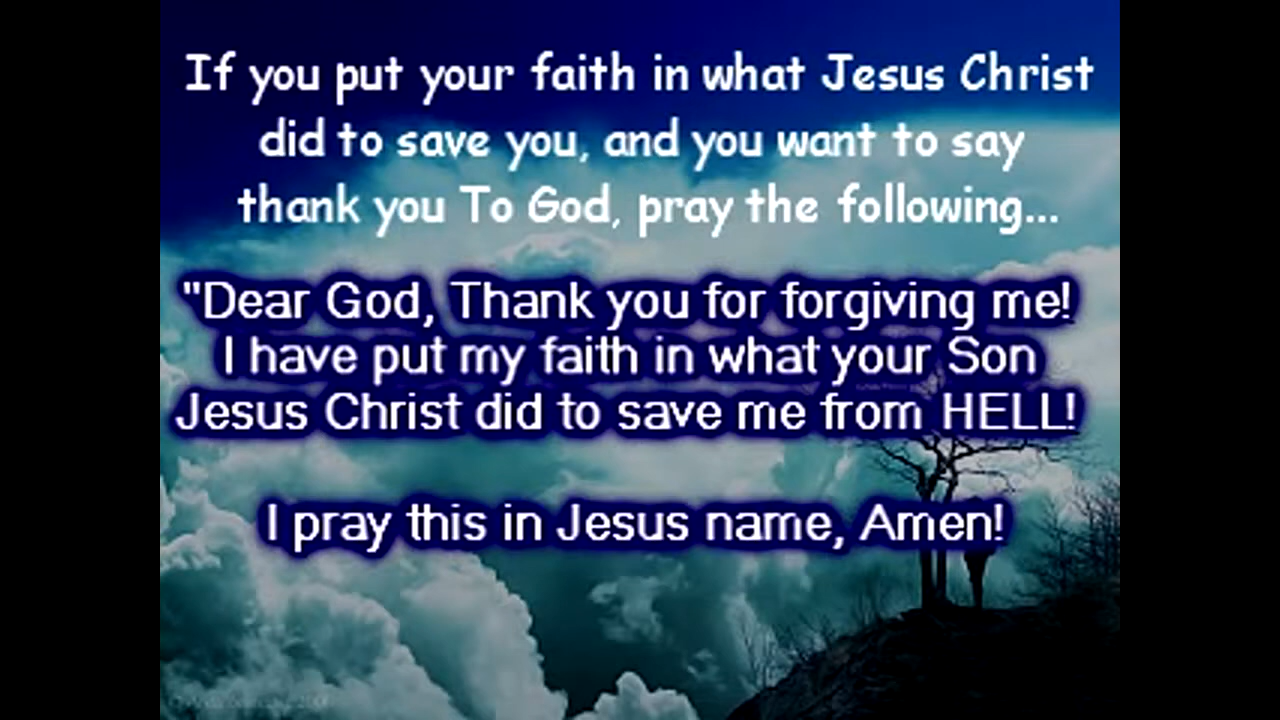 If you put your faith in what Jesus Christ
did to save you, and you want to say
thank you To God, pray the following...
"Dear God, Thank you for forgiving me!
I have put my faith in what your Son
Jesus Christ did to save me from HELL!
I pray this in Jesus name, Amen!